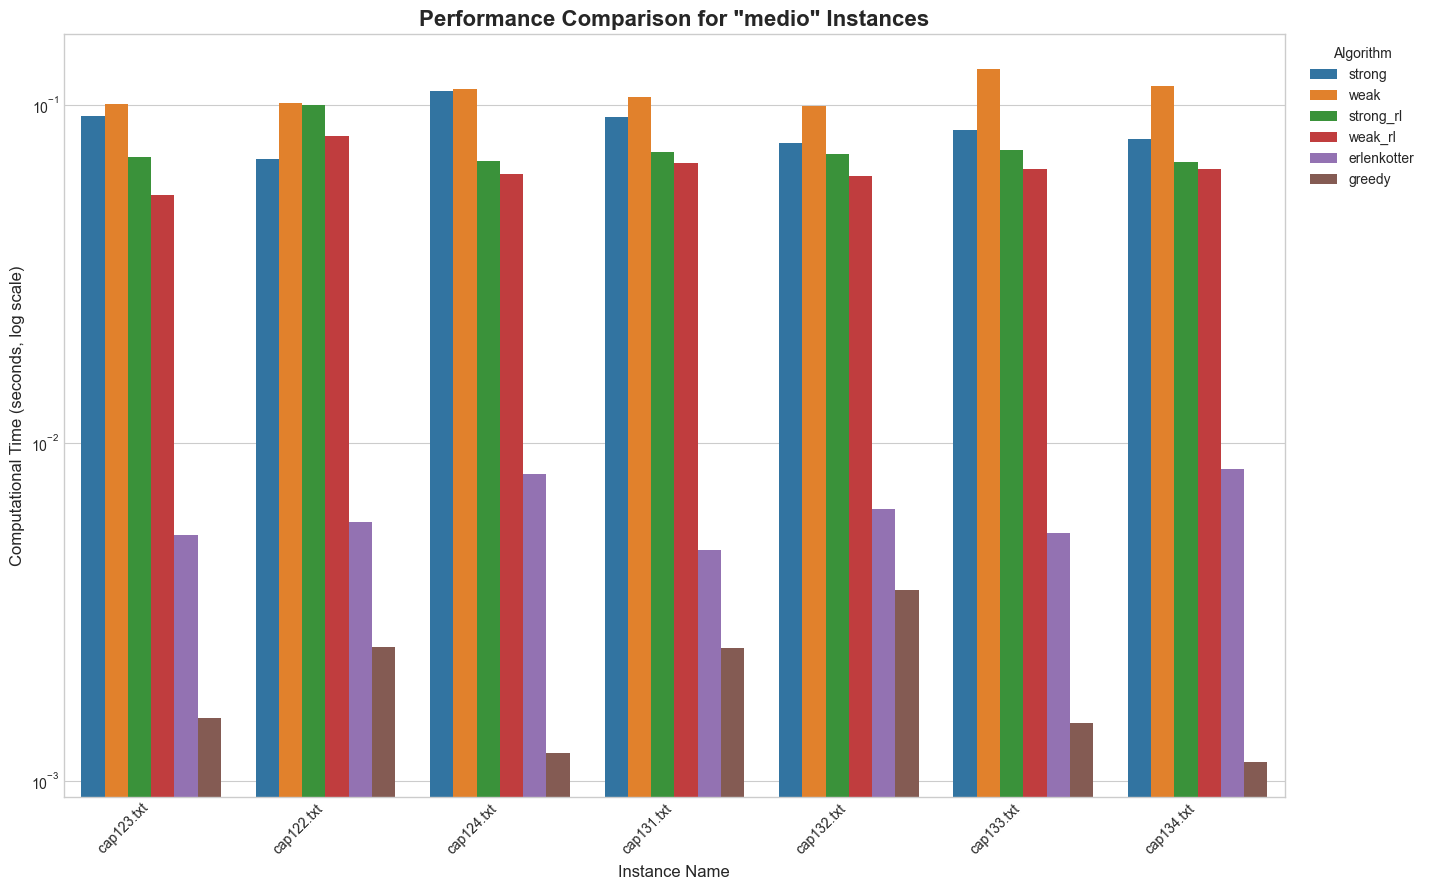 Performance Comparison for "medio" Instances
Algorithm
strong
weak
strong_rl
weak_rl
erlenkotter
greedy
Computational Time (seconds, log scale)
10⁻¹
10⁻²
10⁻³
cap123.txt
cap122.txt
cap124.txt
cap131.txt
cap132.txt
cap133.txt
cap134.txt
Instance Name